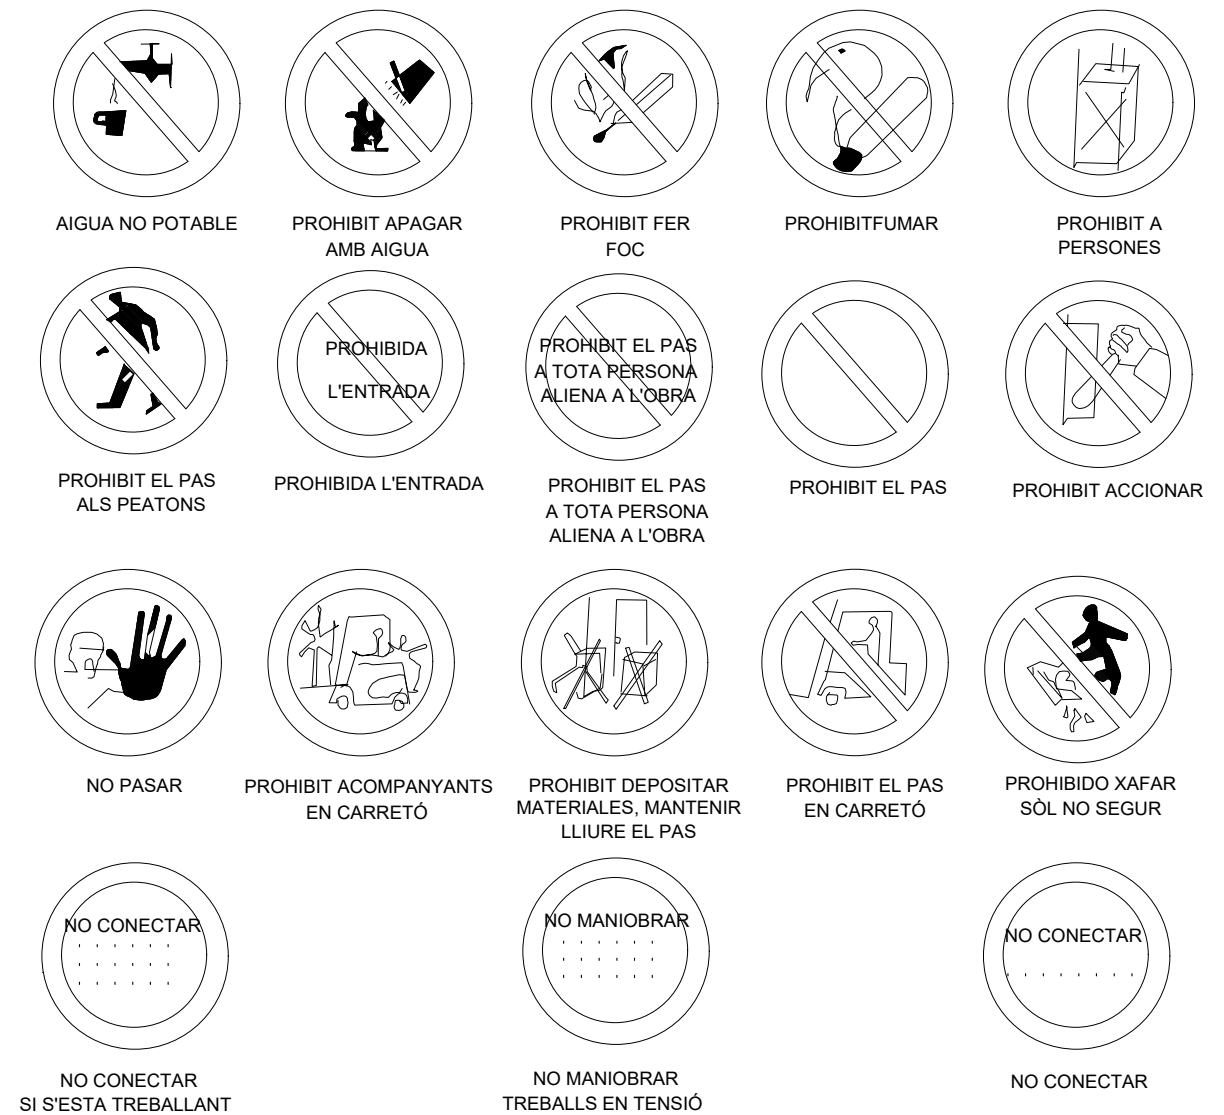 AIGUA NO POTABLE
PROHIBIT APAGAR
AMB AIGUA
PROHIBIT FER
FOC
PROHIBITFUMAR
PROHIBIT A
PERSONES
PROHIBIDA
L'ENTRADA
PROHIBIT EL PAS
A TOTA PERSONA
ALIENA A L'OBRA
PROHIBIT EL PAS
ALS PEATONS
PROHIBIDA L'ENTRADA
PROHIBIT EL PAS
A TOTA PERSONA
ALIENA A L'OBRA
PROHIBIT EL PAS
PROHIBIT ACCIONAR
NO PASAR
PROHIBIT ACOMPANYANTS
EN CARRETÓ
PROHIBIT DEPOSITAR
MATERIALES, MANTENIR
LLIURE EL PAS
PROHIBIT EL PAS
EN CARRETÓ
PROHIBIDO XAFAR
SÒL NO SEGUR
NO CONECTAR
NO MANIOBRAR
NO CONECTAR
NO CONECTAR
SI S'ESTA TREBALLANT
NO MANIOBRAR
TREBALLS EN TENSIÓ
NO CONECTAR